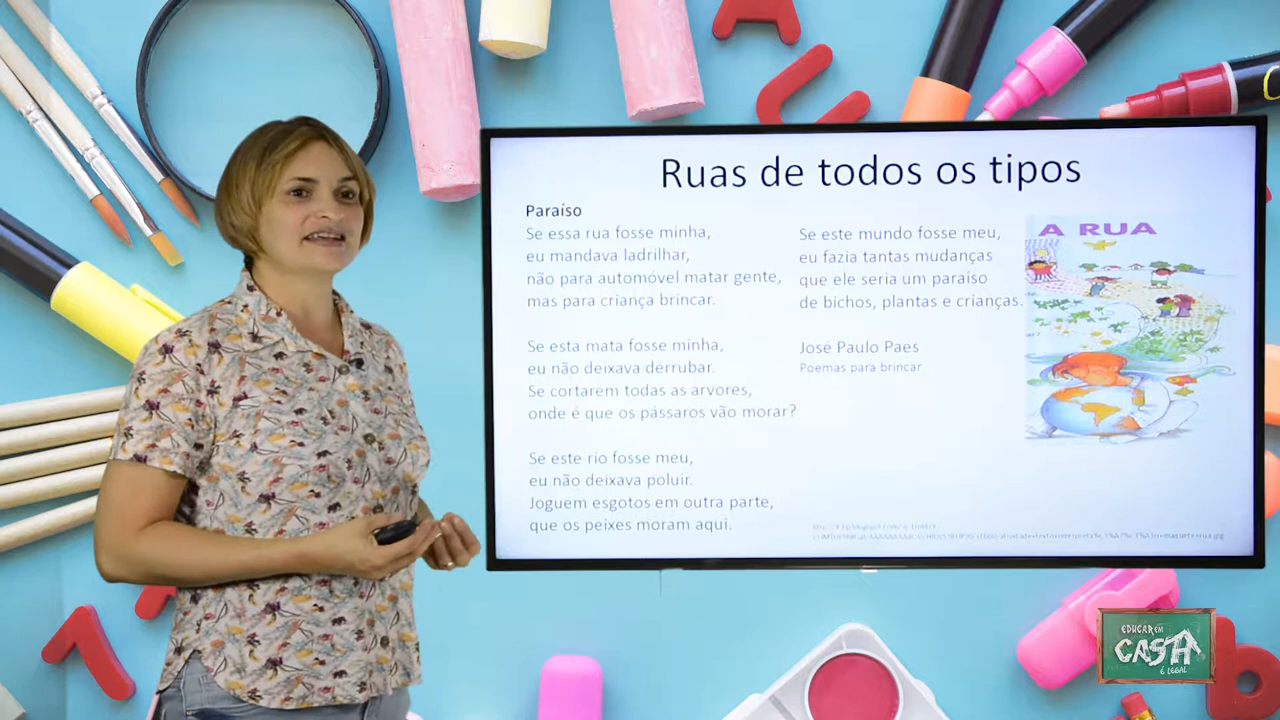 Ruas de todos os tipos
Paraíso
Se essa rua fosse minha,
eu mandava ladrilhar,
não para automóvel matar gente,
mas para criança brincar.
Se esta mata fosse minha,
eu não deixava derrubar.
Se cortarem todas as árvores,
onde é que os pássaros vão morar?
Se este rio fosse meu,
eu não deixava poluir.
Joguem esgotos em outra parte,
que os peixes moram aqui.
Se este mundo fosse meu,
eu fazia tantas mudanças
que ele seria um paraíso
de bichos, plantas e crianças.
José Paulo Paes
Poemas para brincar
A RUA
EDUCAR EM
CASA
É LEGAL